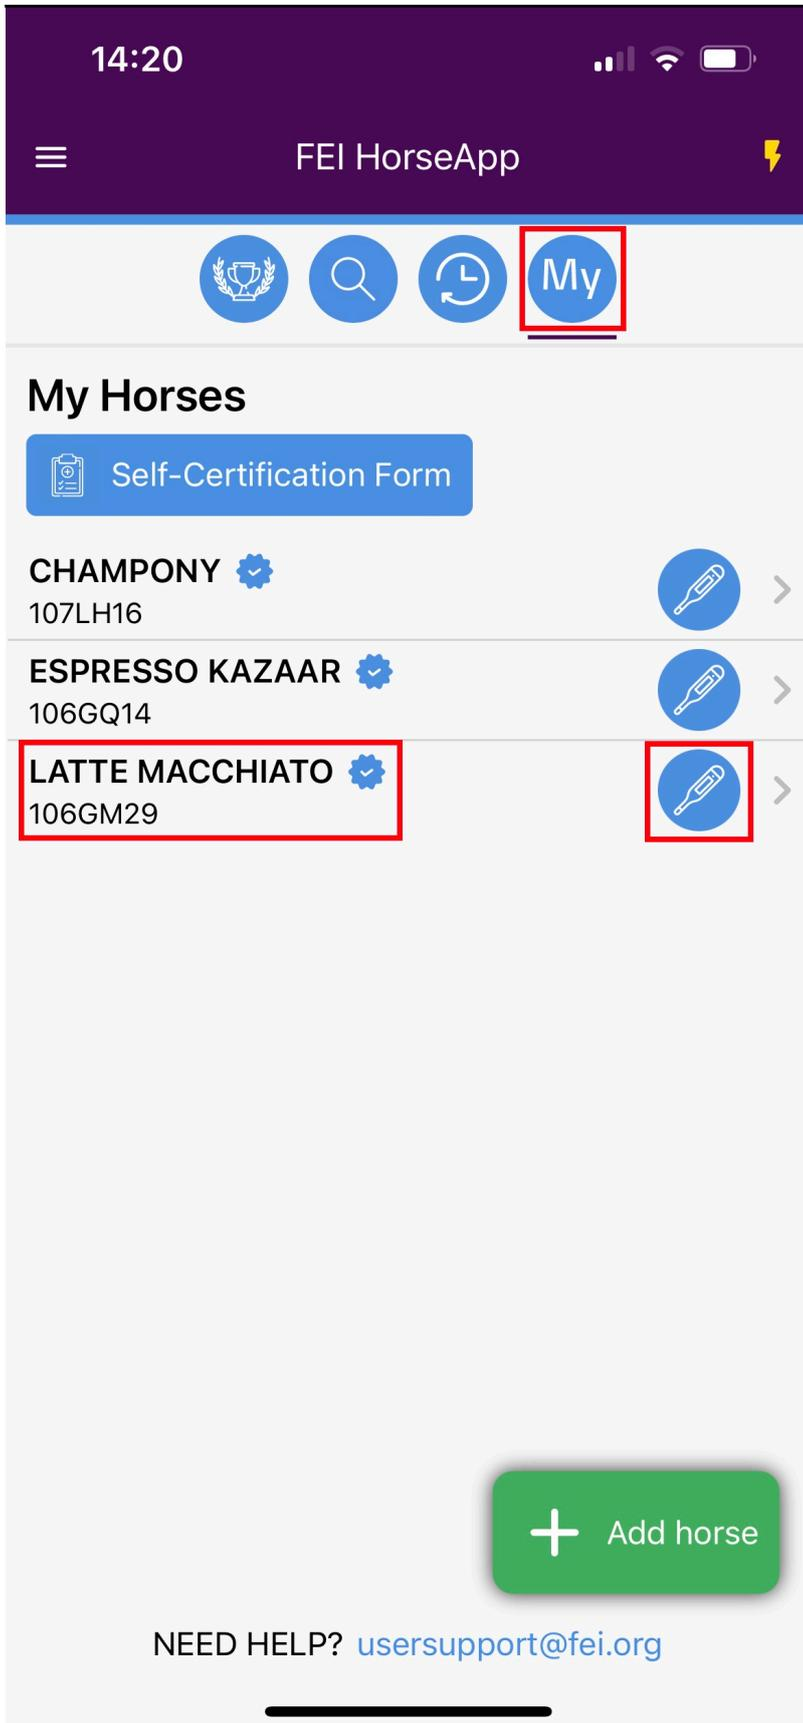 14:20
FEI HorseApp
My
My Horses
Self-Certification Form
CHAMPONY
107LH16
ESPRESSO KAZAAR
106GQ14
LATTE MACCHIATO
106GM29
Add horse
NEED HELP? usersupport@fei.org